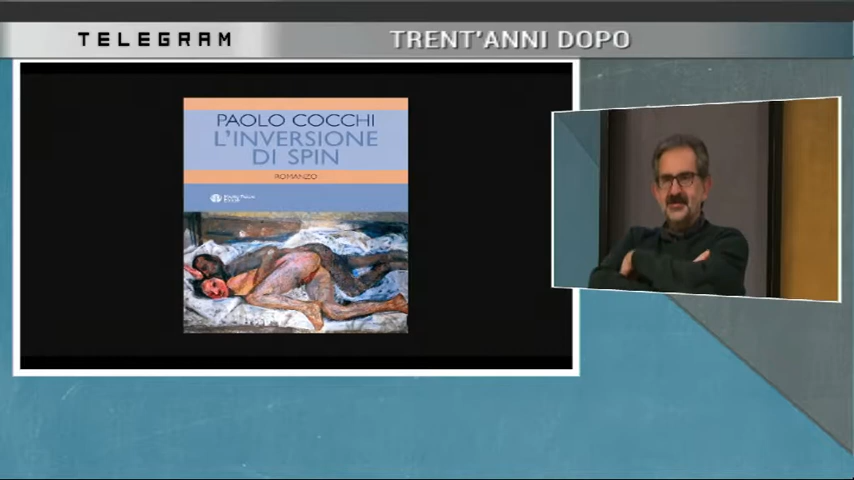 TELEGRAM
TRENT'ANNI DOPO
PAOLO COCCHI
L'INVERSIONE
DI SPIN
ROMANZO